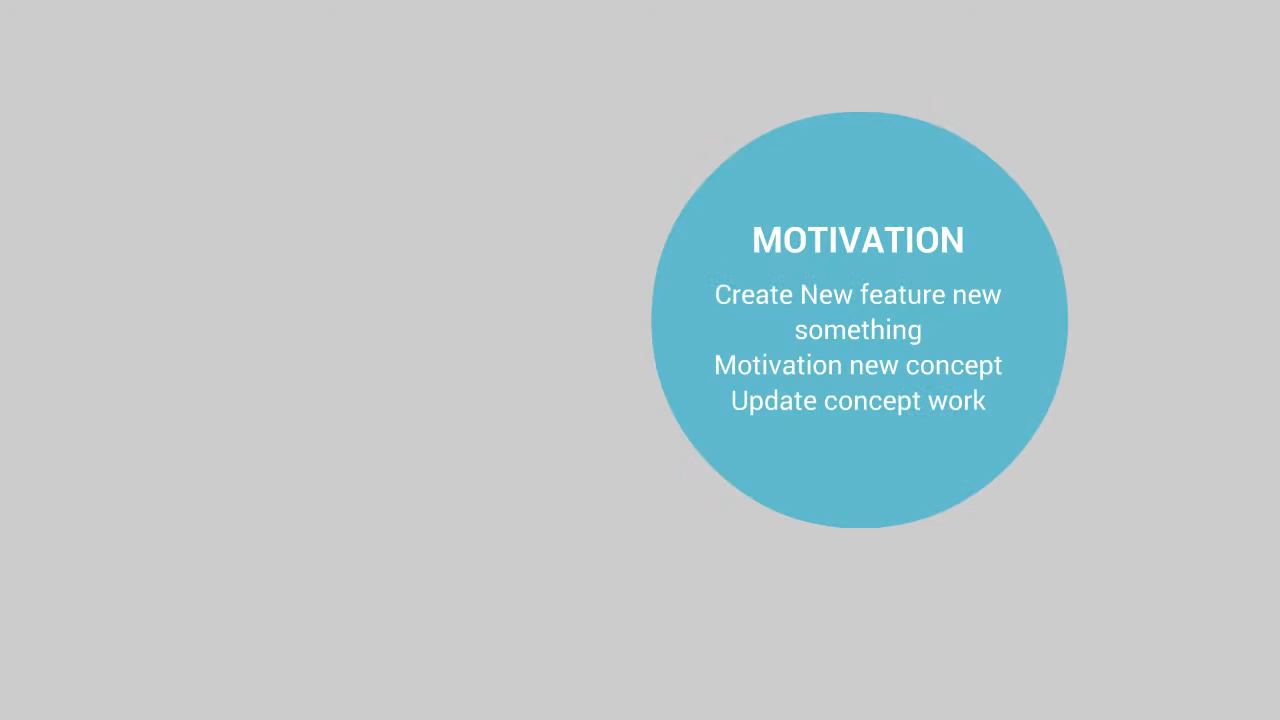 MOTIVATION
Create New feature new
something
Motivation new concept
Update concept work